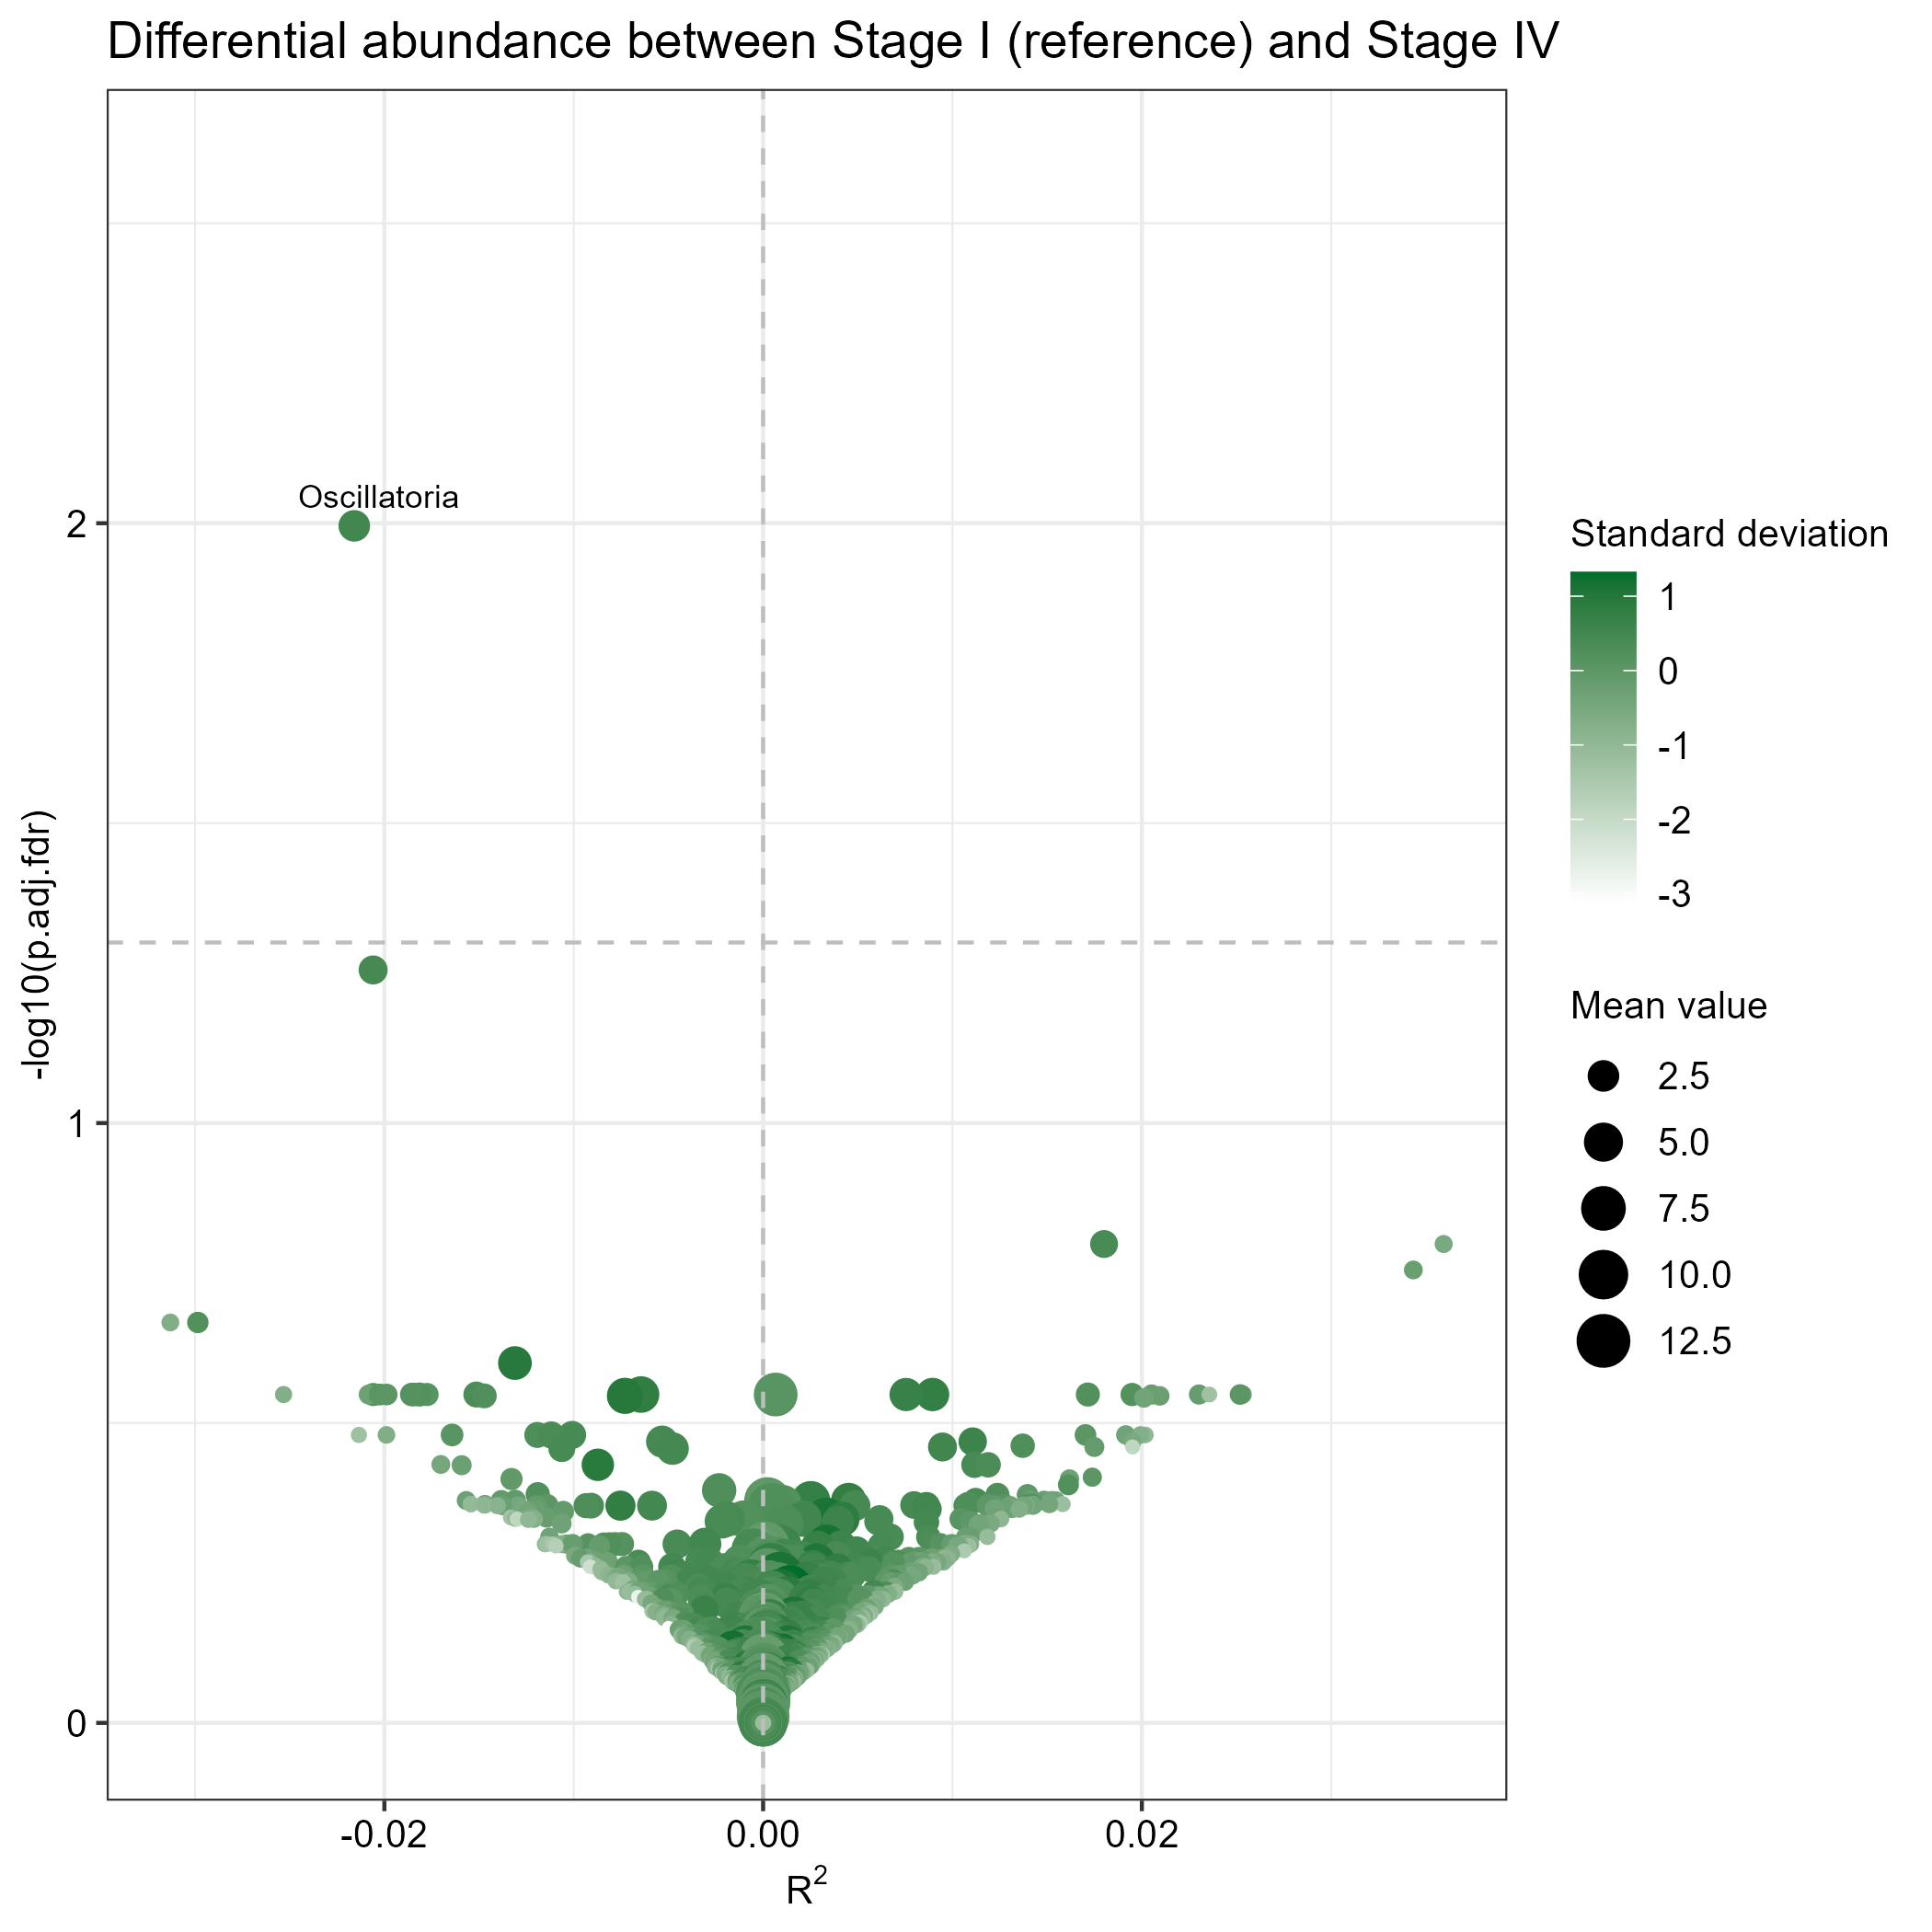 Differential abundance between Stage I (reference) and Stage IV
Oscillatoria
2
1
0
-log10(p.adj.fdr)
-0.02
0.00
0.02
R²
Standard deviation
1
0
-1
-2
-3
Mean value
2.5
5.0
7.5
10.0
12.5